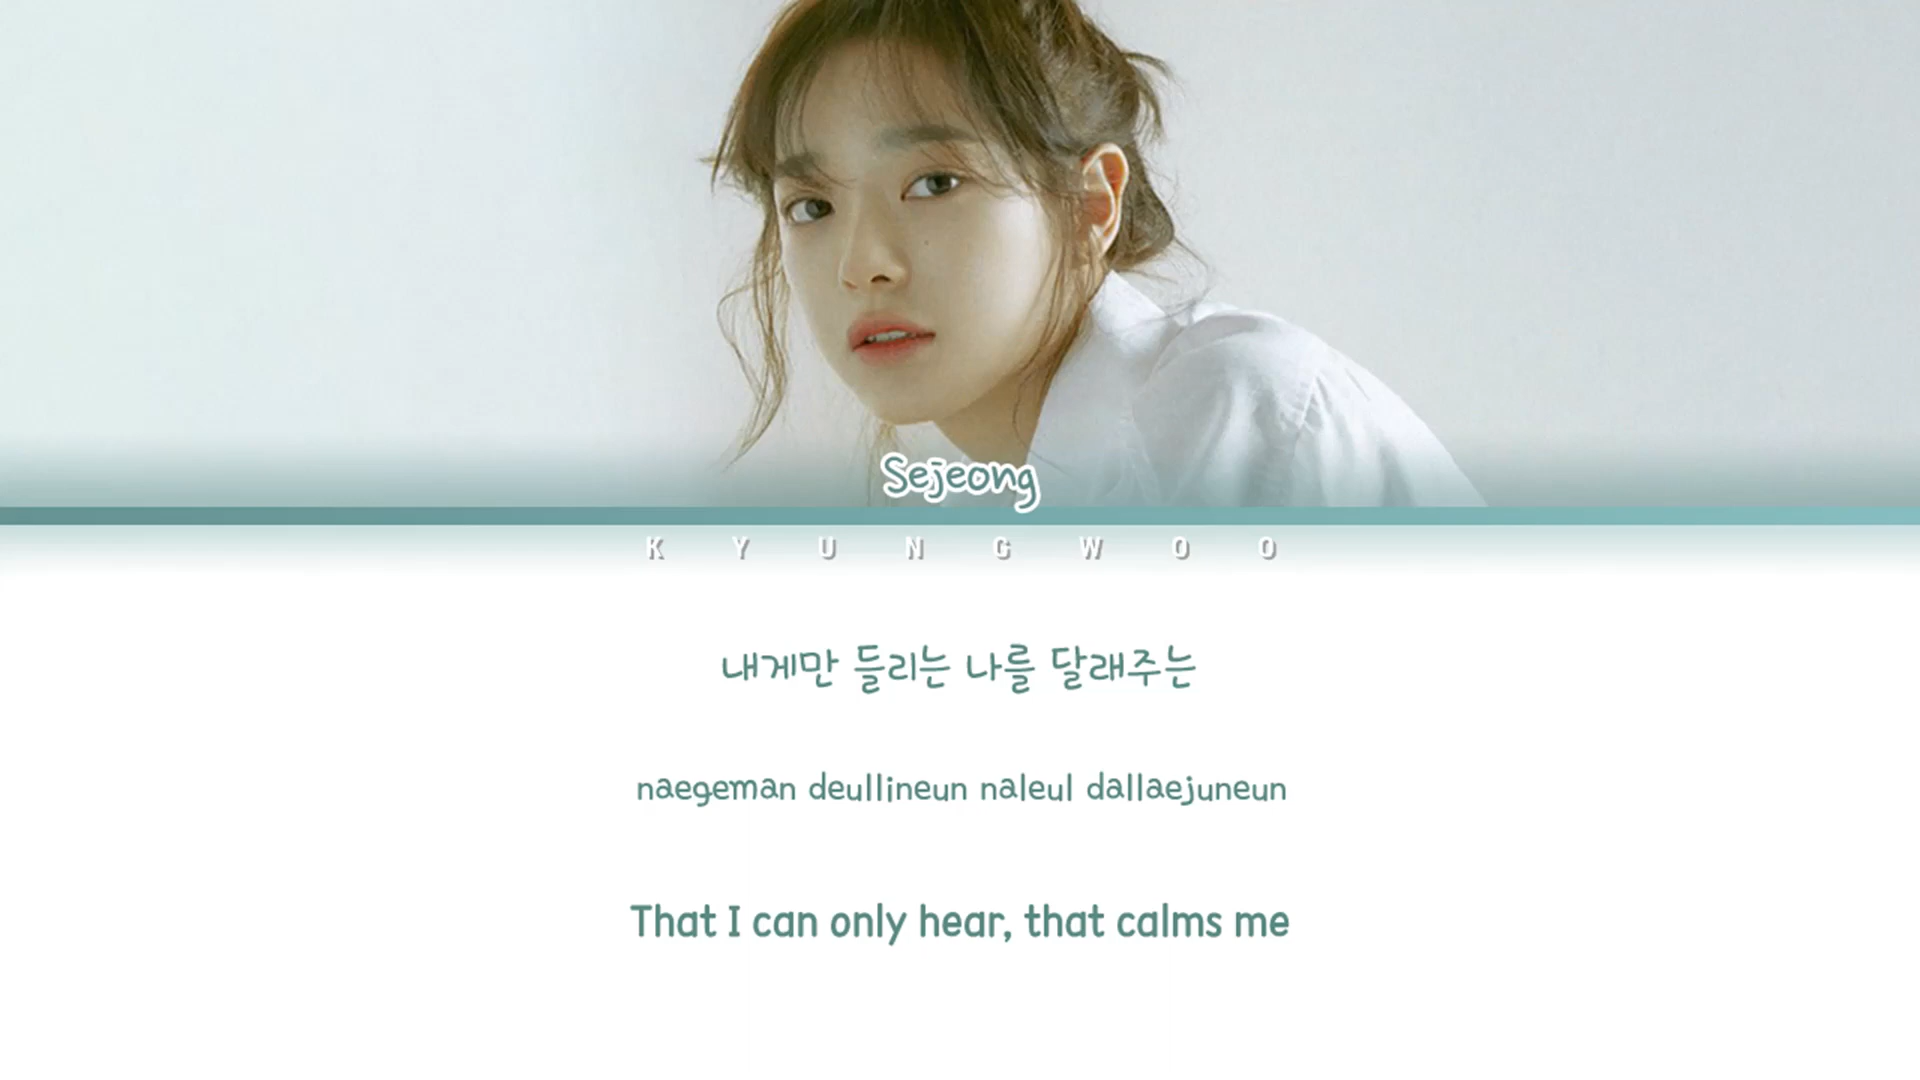 Sejeong
KYUNGWOO
내게만 들리는 나를 달래주는
naegeman deullineun naleul dallaejuneun
That I can only hear, that calms me